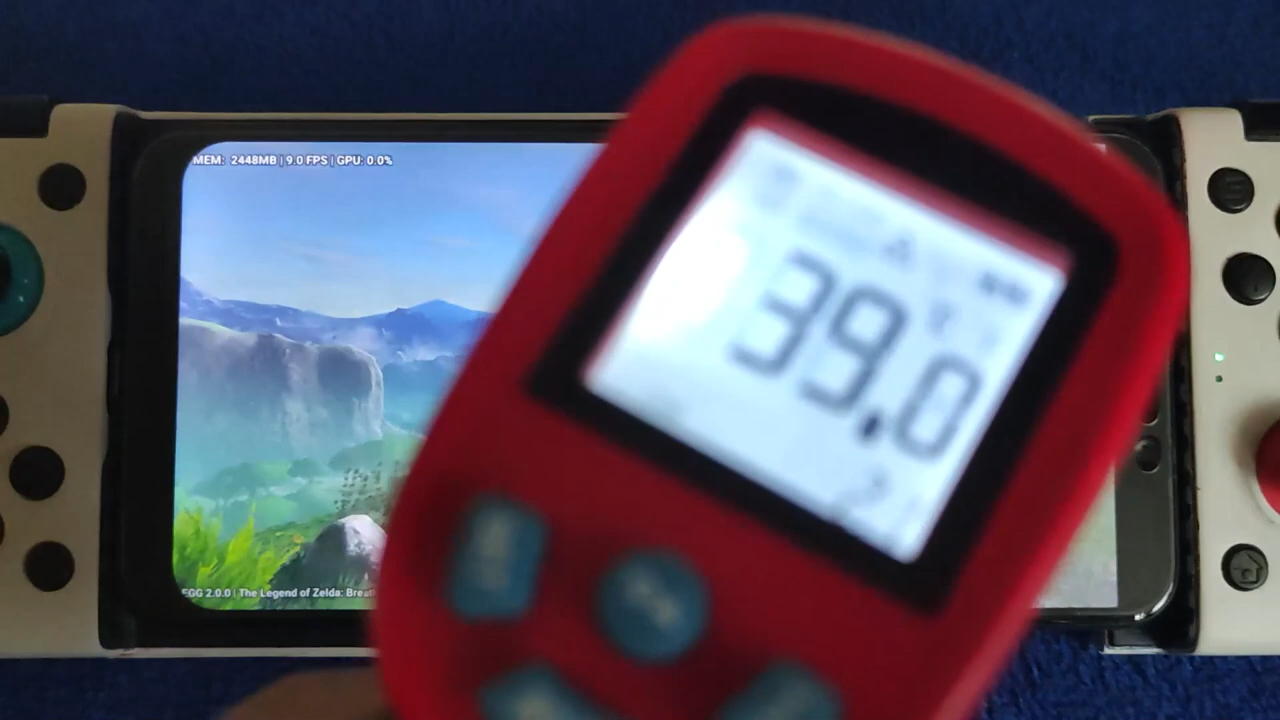 MEM: 2448MB | 9.0 FPS | GPU: 0.0%
39.0
EGG 2.0.0 | The Legend of Zelda: Breat